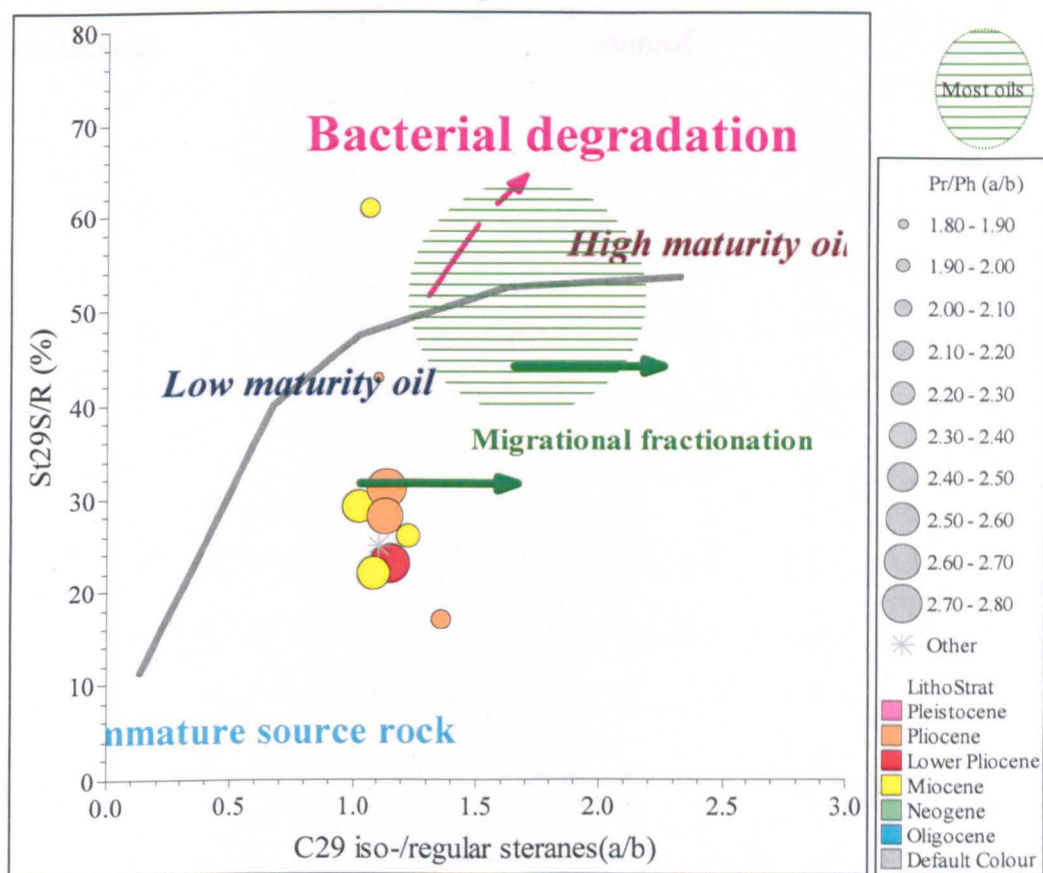 sourced
80
70
60
50
40
30
20
10
0
St29S/R (%)
Bacterial degradation
High maturity oil
Low maturity oil
Migrational fractionation
mmature source rock
0.0 0.5 1.0 1.5 2.0 2.5 3.0
C29 iso-/regular steranes(a/b)
Most oils
Pr/Ph (a/b)
1.80 - 1.90
1.90 - 2.00
2.00 - 2.10
2.10 - 2.20
2.20 - 2.30
2.30 - 2.40
2.40 - 2.50
2.50 - 2.60
2.60 - 2.70
2.70 - 2.80
Other
LithoStrat
Pleistocene
Pliocene
Lower Pliocene
Miocene
Neogene
Oligocene
Default Colour